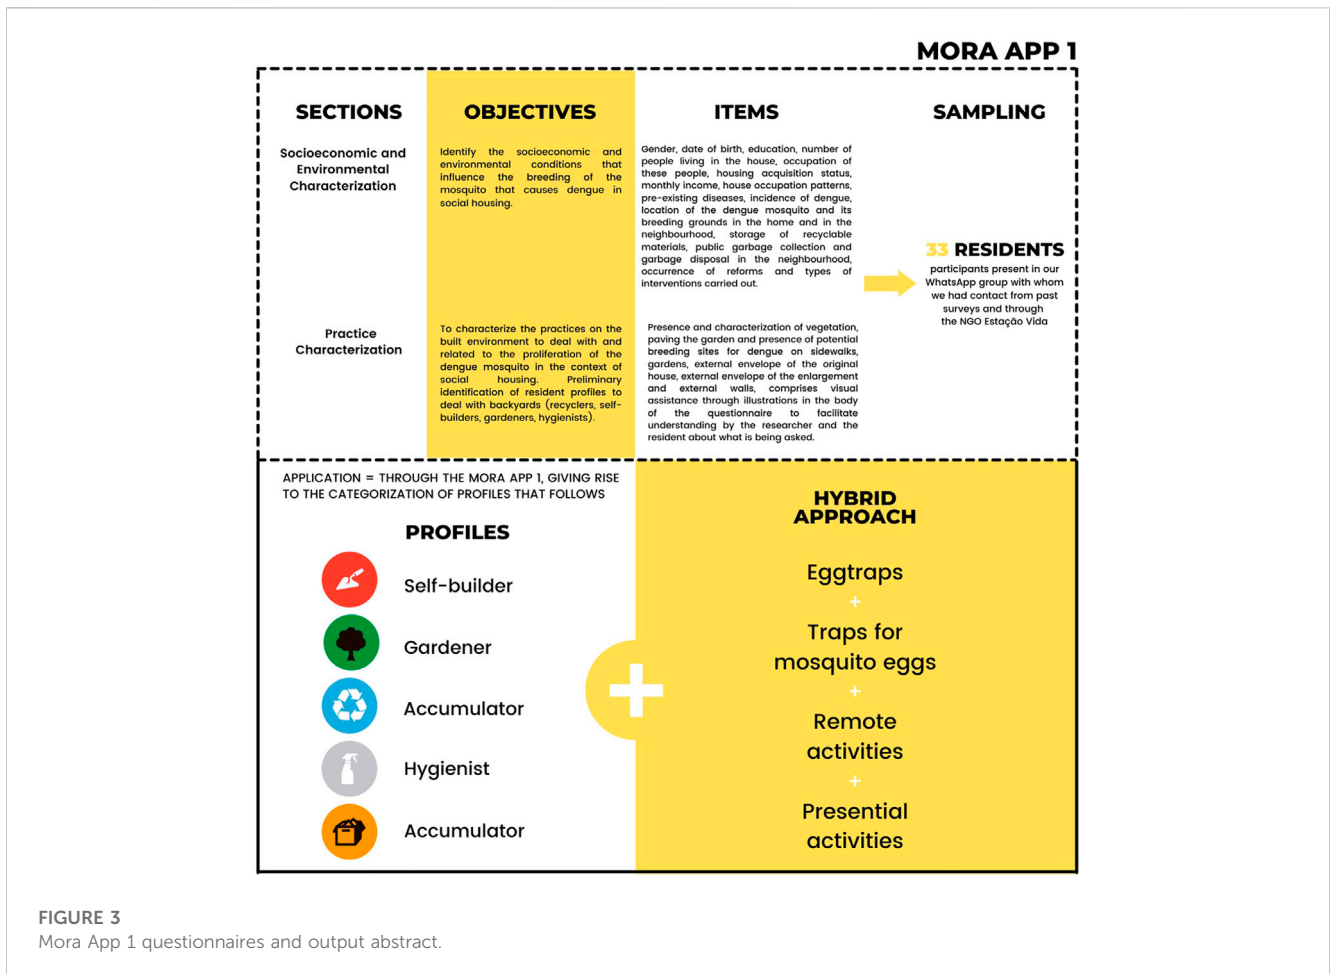 MORA APP 1
SECTIONS
OBJECTIVES
ITEMS
SAMPLING
Socioeconomic and
Environmental
Characterization
Identify the socioeconomic and
environmental conditions that
influence the breeding of the
mosquito that causes dengue in
social housing.
Gender, date of birth, education, number of
people living in the house, occupation of
these people, housing acquisition status,
monthly income, house occupation patterns,
pre-existing diseases, incidence of dengue,
location of the dengue mosquito and its
breeding grounds in the home and in the
neighbourhood, storage of recyclable
materials, public garbage collection and
garbage disposal in the neighbourhood,
occurrence of reforms and types of
interventions carried out.
33 RESIDENTS
participants present in our
WhatsApp group with whom
we had contact from past
surveys and through
the NGO Estação Vida
Practice
Characterization
To characterize the practices on the
built environment to deal with and
related to the proliferation of the
dengue mosquito in the context of
social housing. Preliminary
identification of resident profiles to
deal with backyards (recyclers, self-
builders, gardeners, hygienists).
Presence and characterization of vegetation,
paving the garden and presence of potential
breeding sites for dengue on sidewalks,
gardens, external envelope of the original
house, external envelope of the enlargement
and external walls, comprises visual
assistance through illustrations in the body
of the questionnaire to facilitate
understanding by the researcher and the
resident about what is being asked.
APPLICATION = THROUGH THE MORA APP 1, GIVING RISE
TO THE CATEGORIZATION OF PROFILES THAT FOLLOWS
PROFILES
Self-builder
Gardener
Accumulator
Hygienist
Accumulator
HYBRID
APPROACH
Eggtraps
+
Traps for
mosquito eggs
+
Remote
activities
+
Presential
activities
FIGURE 3
Mora App 1 questionnaires and output abstract.